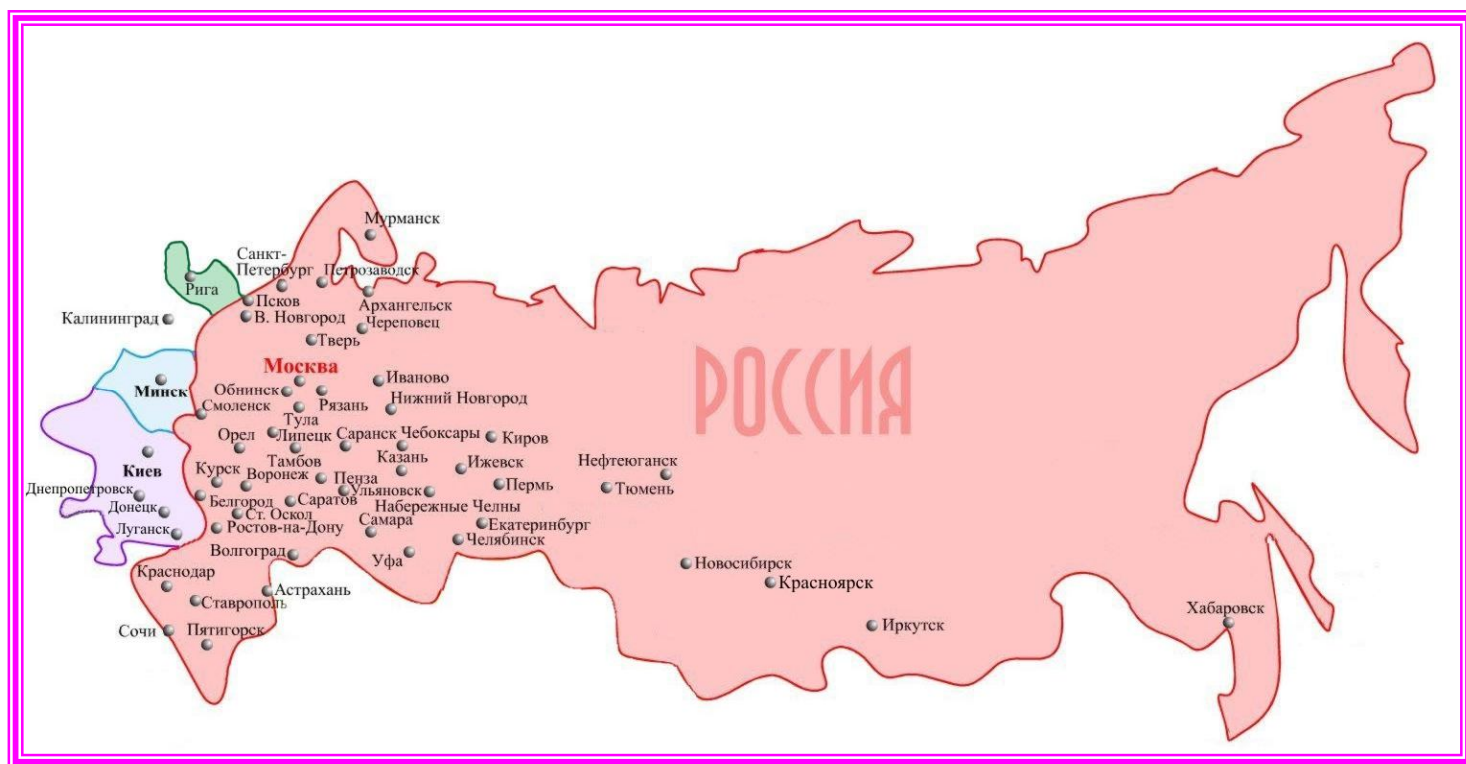 Мурманск
Санкт-
Петербург
Петрозаводск
Рига
Псков
Архангельск
Калининград
В. Новгород
Череповец
Тверь
Москва
Минск
Обнинск
Иваново
Смоленск
Рязань
Нижний Новгород
Тула
Орел
Липецк
Саранск
Чебоксары
Киров
РОССИЯ
Киев
Тамбов
Казань
Курск
Воронеж
Пенза
Ижевск
Нефтеюганск
Днепропетровск
Ульяновск
Пермь
Тюмень
Белгород
Саратов
Набережные Челны
Донецк
Ст. Оскол
Луганск
Ростов-на-Дону
Самара
Екатеринбург
Волгоград
Уфа
Челябинск
Новосибирск
Краснодар
Астрахань
Красноярск
Ставрополь
Хабаровск
Сочи
Пятигорск
Иркутск